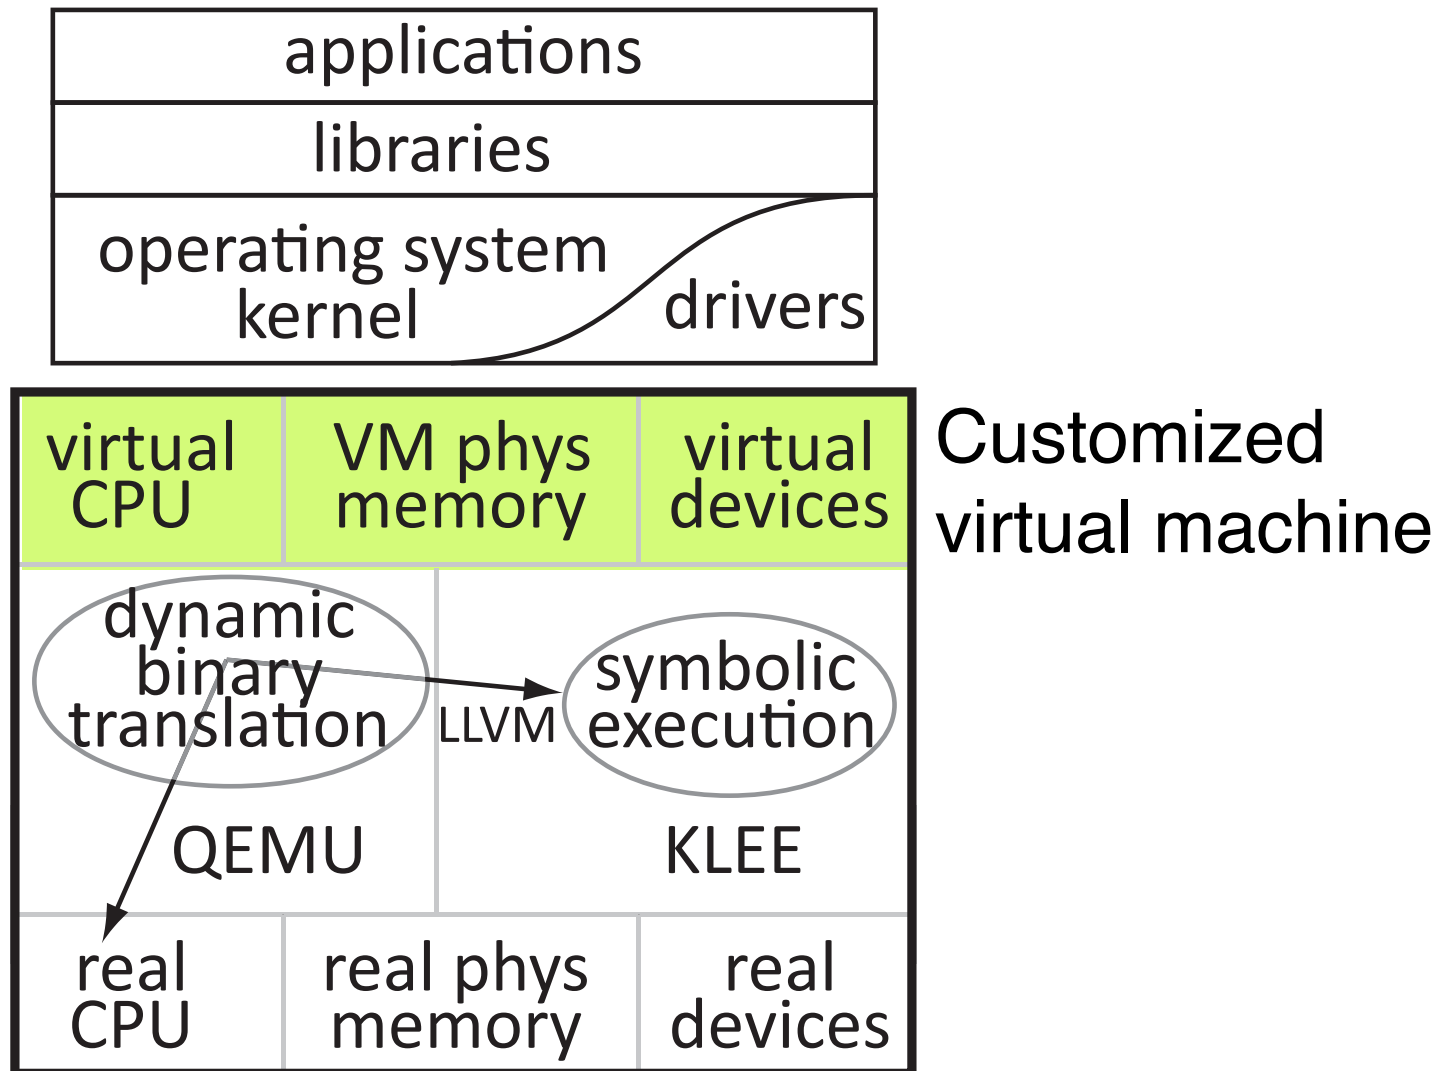 applications
libraries
operating system
kernel
drivers
virtual
CPU
VM phys
memory
virtual
devices
Customized
virtual machine
dynamic
binary
translation
LLVM
symbolic
execution
QEMU
KLEE
real
CPU
real phys
memory
real
devices